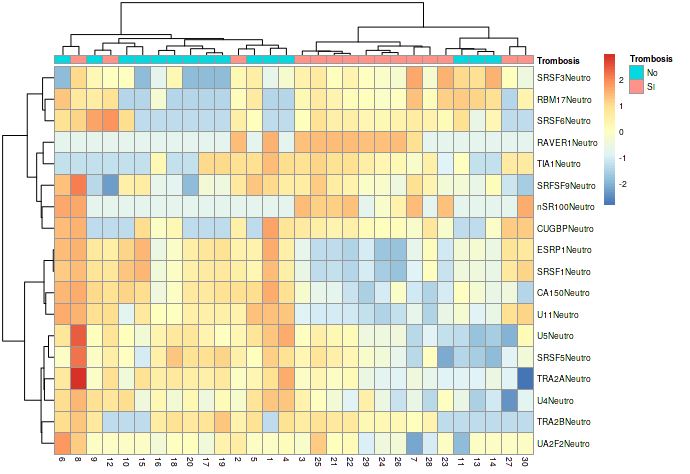 Trombosis
SRSF3Neutro
RBM17Neutro
SRSF6Neutro
RAVER1Neutro
TIA1Neutro
SRFSF9Neutro
nSR100Neutro
CUGBPNeutro
ESRP1Neutro
SRSF1Neutro
CA150Neutro
U11Neutro
U5Neutro
SRSF5Neutro
TRA2ANeutro
U4Neutro
TRA2BNeutro
UA2F2Neutro
6 8 9 12 10 15 16 18 20 17 19 2 5 1 4 3 25 21 22 29 24 26 7 28 23 11 13 14 27 30
2
1
0
-1
-2
Trombosis
No
SI